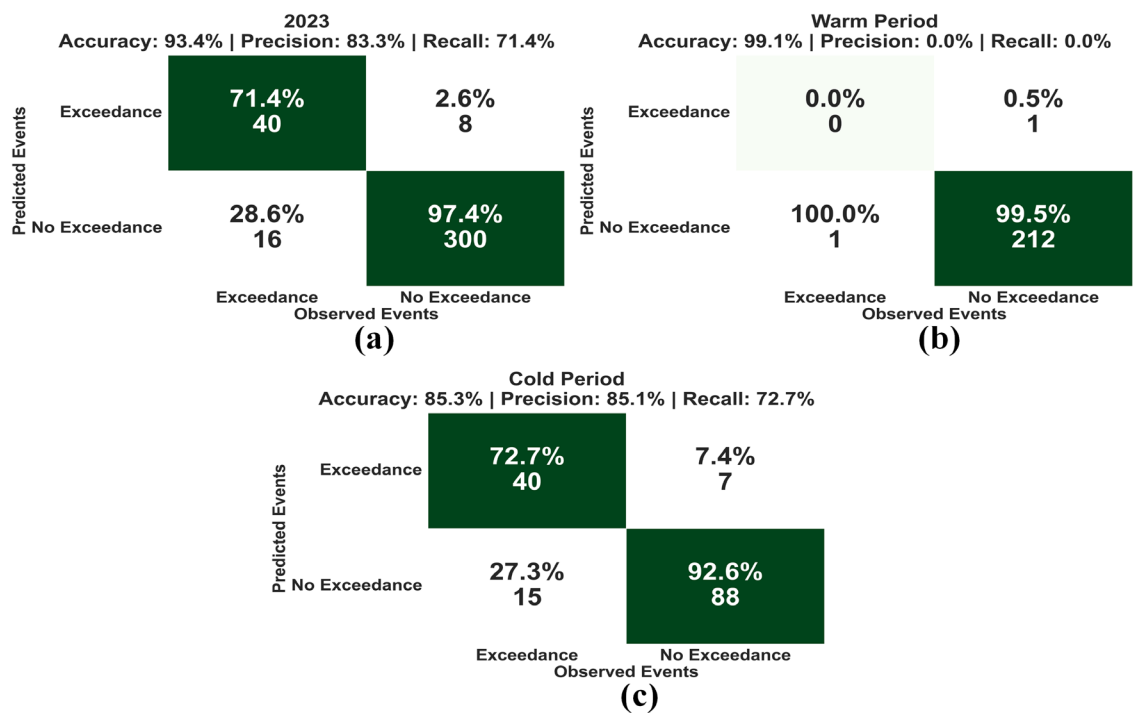 2023
Accuracy: 93.4% | Precision: 83.3% | Recall: 71.4%
Predicted Events
Exceedance
71.4%
40
2.6%
8
No Exceedance
28.6%
16
97.4%
300
Exceedance
No Exceedance
Observed Events
(a)
Warm Period
Accuracy: 99.1% | Precision: 0.0% | Recall: 0.0%
Predicted Events
Exceedance
0.0%
0
0.5%
1
No Exceedance
100.0%
1
99.5%
212
Exceedance
No Exceedance
Observed Events
(b)
Cold Period
Accuracy: 85.3% | Precision: 85.1% | Recall: 72.7%
Predicted Events
Exceedance
72.7%
40
7.4%
7
No Exceedance
27.3%
15
92.6%
88
Exceedance
No Exceedance
Observed Events
(c)